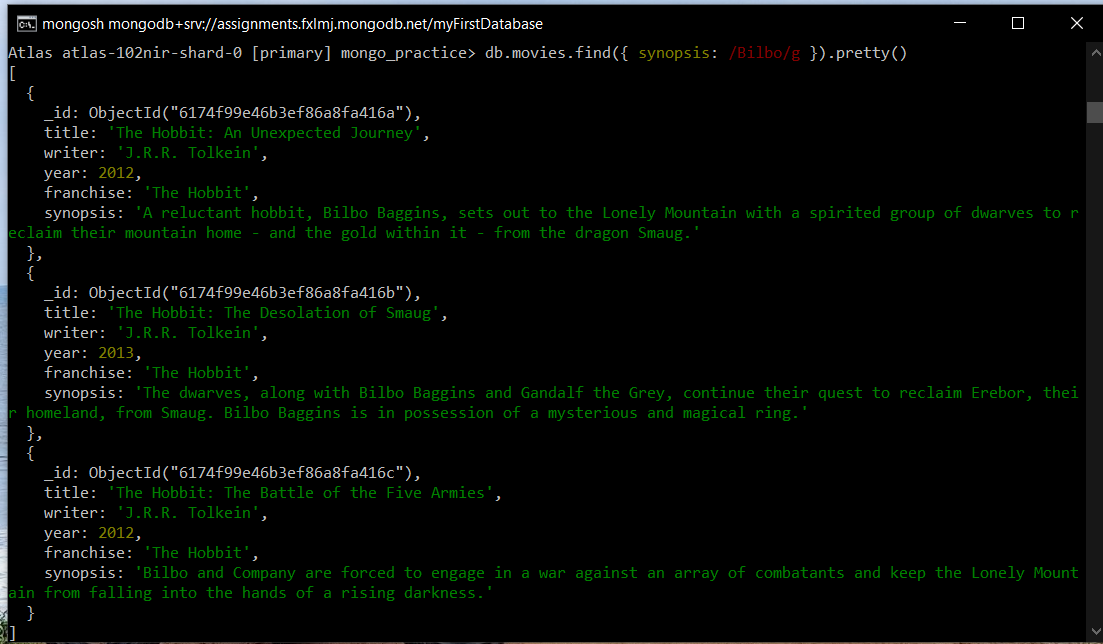 mongosh mongodb+srv://assignments.fxlmj.mongodb.net/myFirstDatabase
Atlas atlas-102nir-shard-0 [primary] mongo_practice> db.movies.find({ synopsis: /Bilbo/g }).pretty()
[
  {
    _id: ObjectId("6174f99e46b3ef86a8fa416a"),
    title: 'The Hobbit: An Unexpected Journey',
    writer: 'J.R.R. Tolkein',
    year: 2012,
    franchise: 'The Hobbit',
    synopsis: 'A reluctant hobbit, Bilbo Baggins, sets out to the Lonely Mountain with a spirited group of dwarves to r
eclaim their mountain home - and the gold within it - from the dragon Smaug.'
  },
  {
    _id: ObjectId("6174f99e46b3ef86a8fa416b"),
    title: 'The Hobbit: The Desolation of Smaug',
    writer: 'J.R.R. Tolkein',
    year: 2013,
    franchise: 'The Hobbit',
    synopsis: 'The dwarves, along with Bilbo Baggins and Gandalf the Grey, continue their quest to reclaim Erebor, thei
r homeland, from Smaug. Bilbo Baggins is in possession of a mysterious and magical ring.'
  },
  {
    _id: ObjectId("6174f99e46b3ef86a8fa416c"),
    title: 'The Hobbit: The Battle of the Five Armies',
    writer: 'J.R.R. Tolkein',
    year: 2012,
    franchise: 'The Hobbit',
    synopsis: 'Bilbo and Company are forced to engage in a war against an array of combatants and keep the Lonely Mount
ain from falling into the hands of a rising darkness.'
  }
]